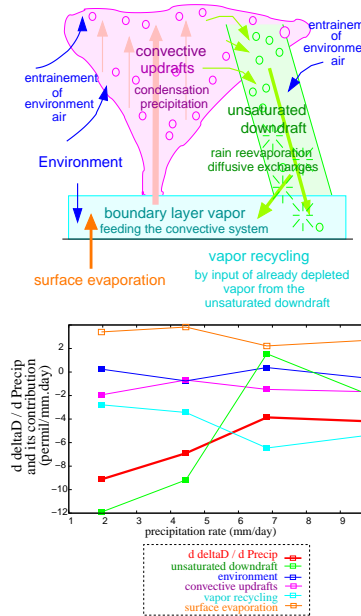 entrainement
of environment
air
convective
updrafts
condensation
precipitation
entrainment
of environme
air
unsaturated
downdraft
rain reevaporation
diffusive exchanges
Environment
boundary layer vapor
feeding the convective system
surface evaporation
vapor recycling
by input of already depleted
vapor from the
unsaturated downdraft
d deltaD / d Precip
and its contribution
(permal/mm.day)
2
0
−2
−4
−6
−8
−10
−12
1 2 3 4 5 6 7 8 9
precipitation rate (mm/day)
d deltaD / d Precip
unsaturated downdraft
environment
convective updrafts
vapor recycling
surface evaporation